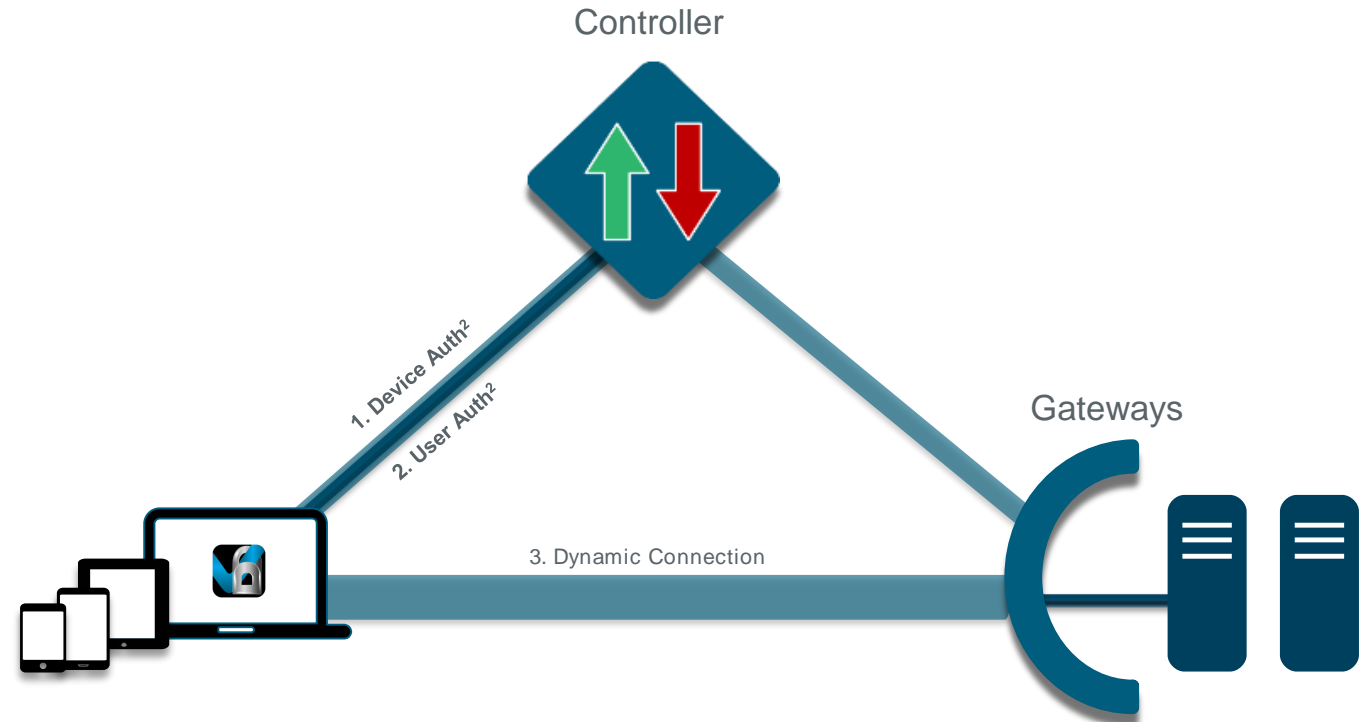 Controller
1. Device Auth²
2. User Auth²
Gateways
3. Dynamic Connection